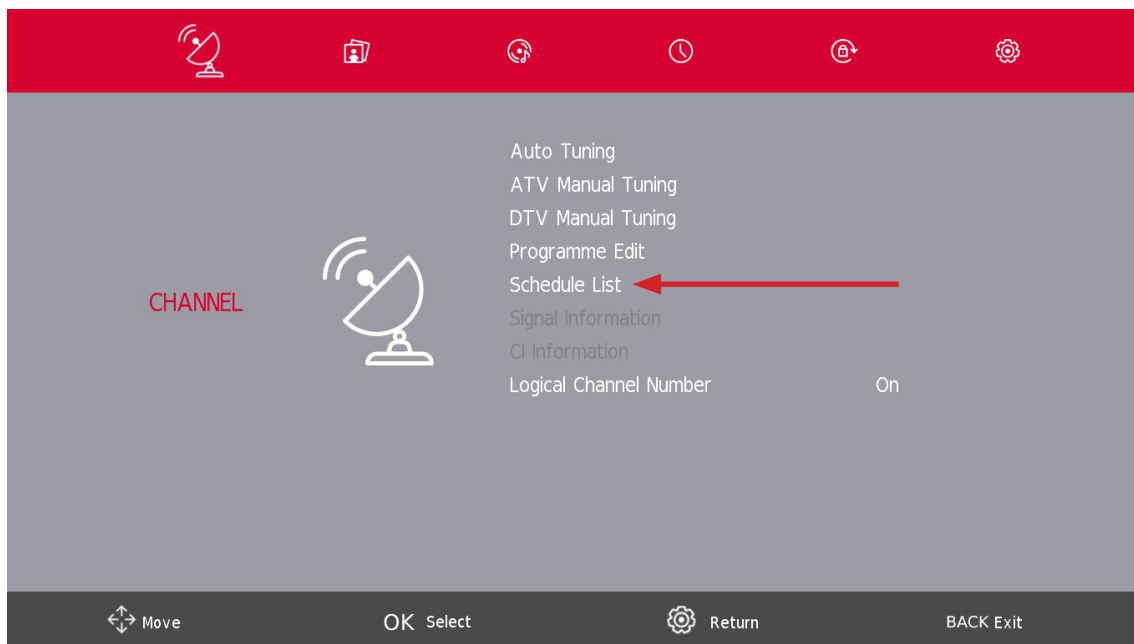 Auto Tuning
ATV Manual Tuning
DTV Manual Tuning
Programme Edit
Schedule List
CHANNEL
Signal Information
CI Information
Logical Channel Number On
Move OK Select Return BACK Exit